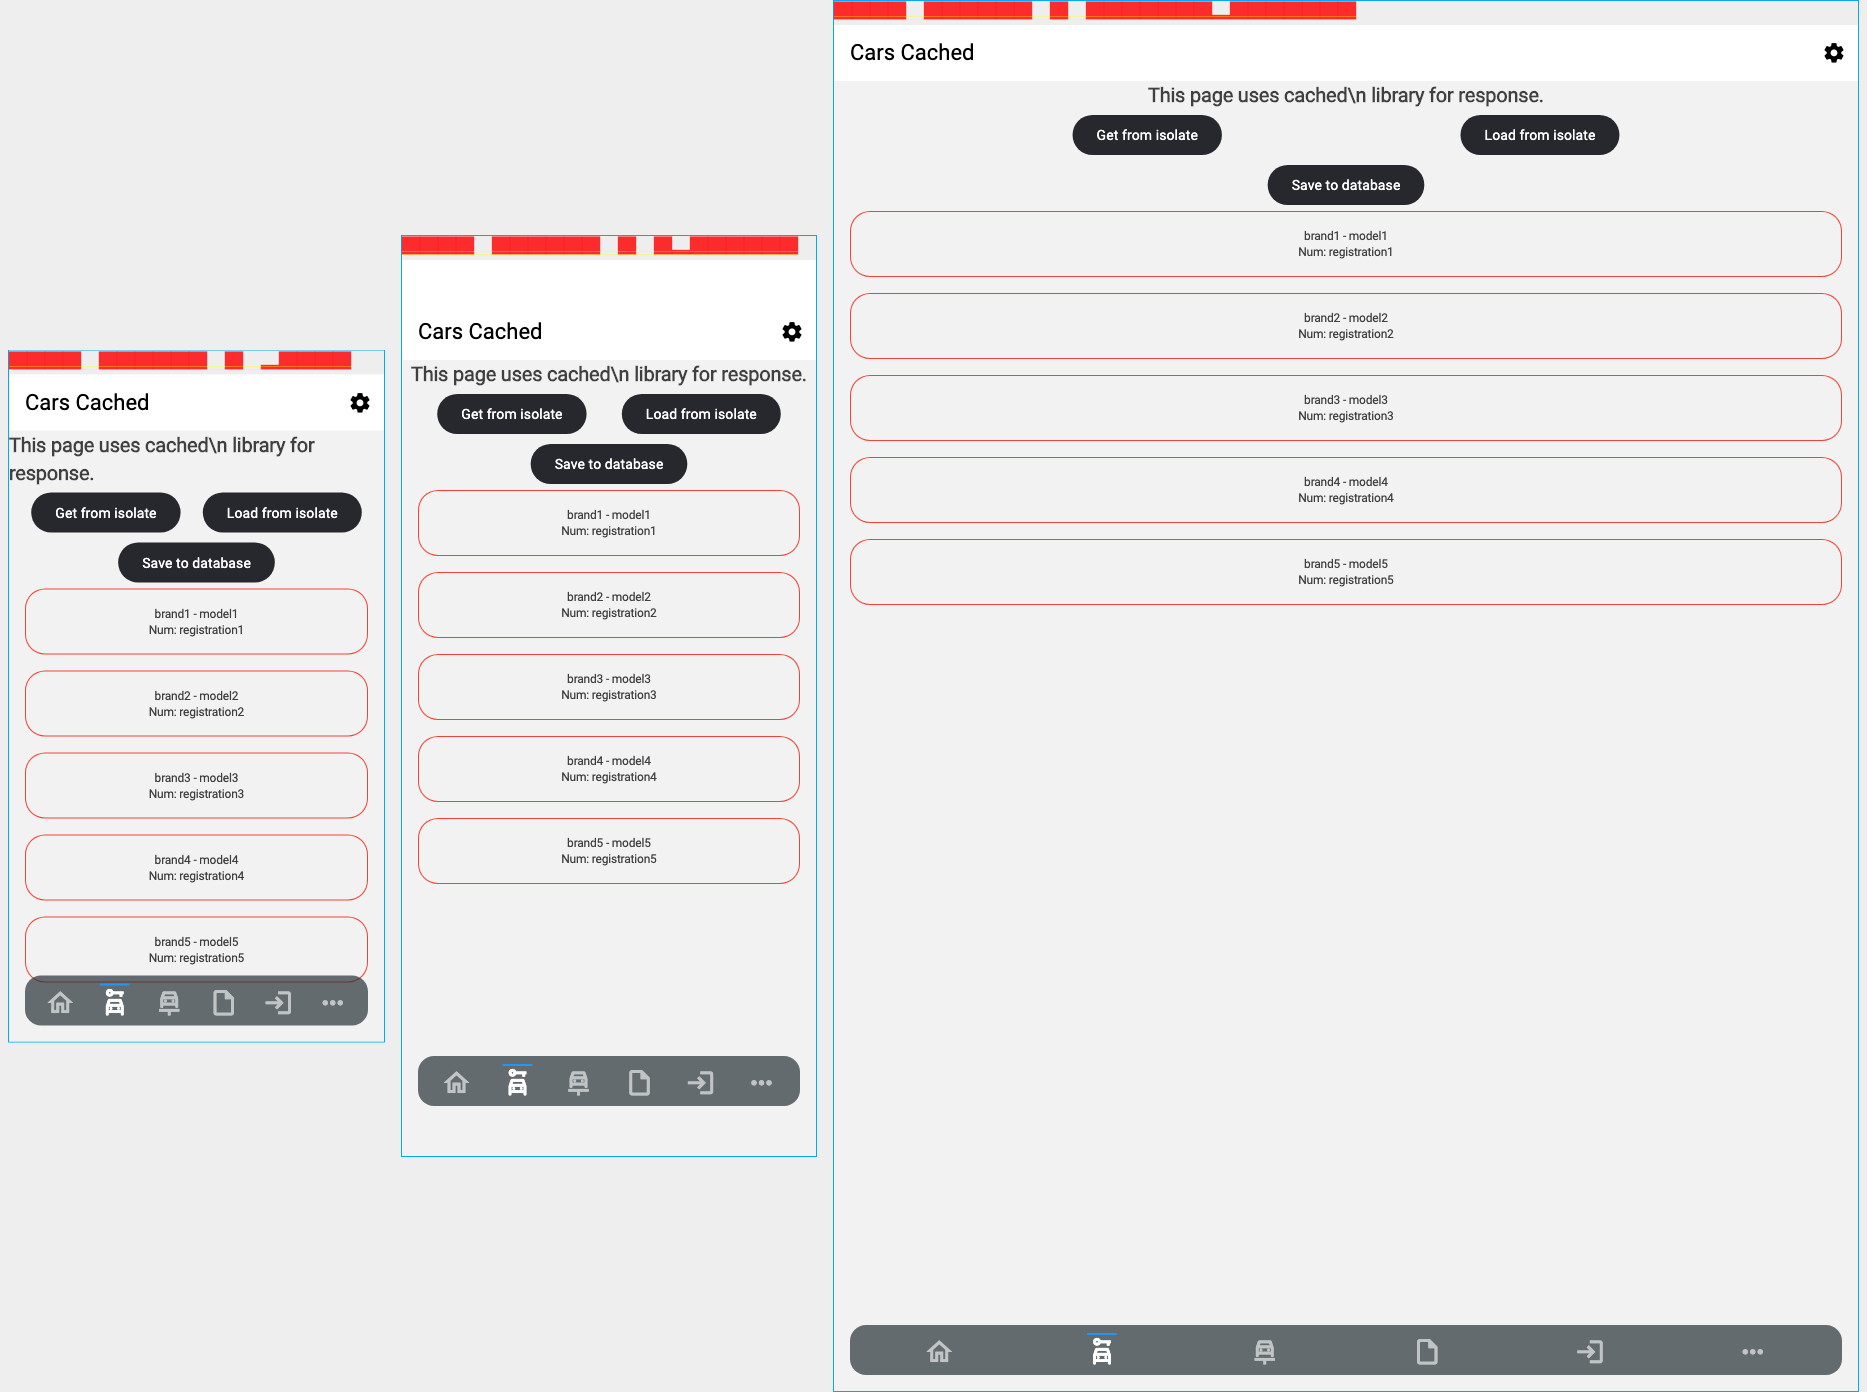 Cars Cached
This page uses cached\n library for
response.
Get from isolate
Load from isolate
Save to database
brand1 - model1
Num: registration1
brand2 - model2
Num: registration2
brand3 - model3
Num: registration3
brand4 - model4
Num: registration4
brand5 - model5
Num: registration5
Cars Cached
This page uses cached\n library for response.
Get from isolate
Load from isolate
Save to database
brand1 - model1
Num: registration1
brand2 - model2
Num: registration2
brand3 - model3
Num: registration3
brand4 - model4
Num: registration4
brand5 - model5
Num: registration5
Cars Cached
This page uses cached\n library for response.
Get from isolate
Load from isolate
Save to database
brand1 - model1
Num: registration1
brand2 - model2
Num: registration2
brand3 - model3
Num: registration3
brand4 - model4
Num: registration4
brand5 - model5
Num: registration5